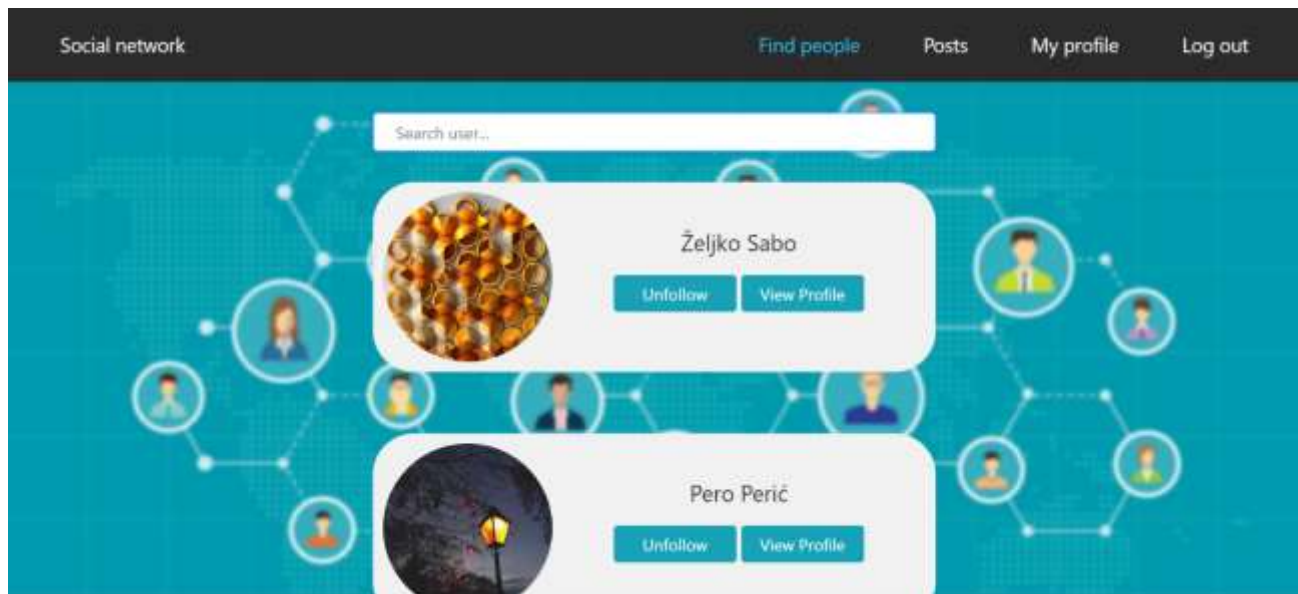 Social network Find people Posts My profile Log out
Search user...
Željko Sabo
Unfollow View Profile
Pero Perić
Unfollow View Profile